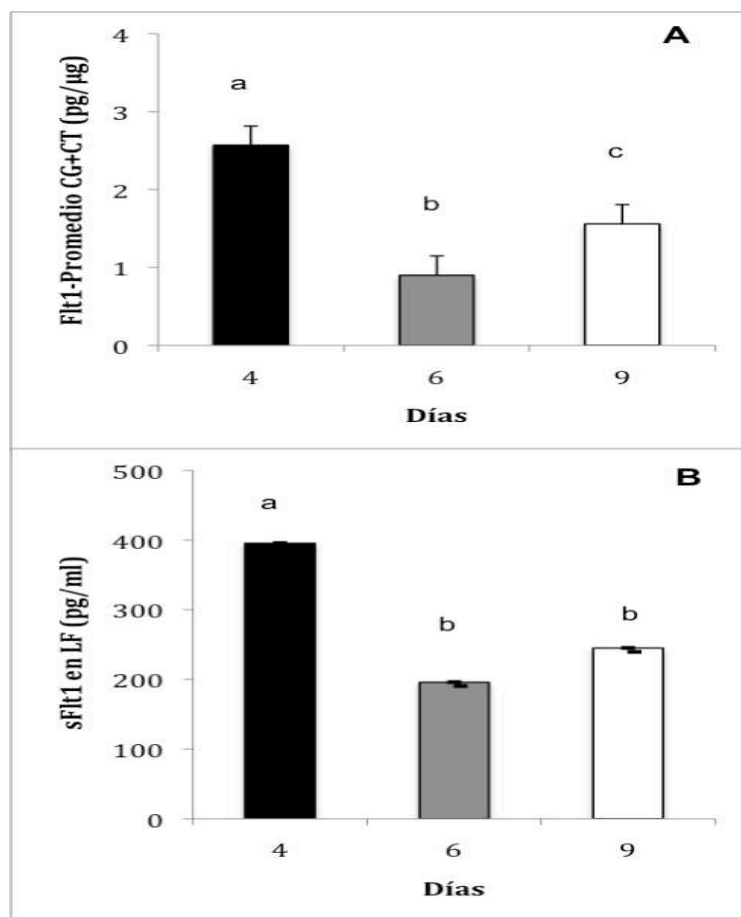 A
Flt1-Promedio CG+CT (pg/µg)
4
3
2
1
0
a
b
c
4 6 9
Días
B
sFlt1 en LF (pg/ml)
500
400
300
200
100
0
a
b
b
4 6 9
Días